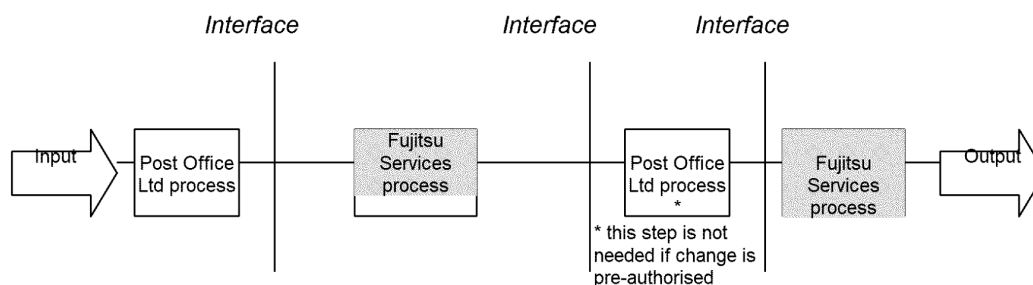 Interface
Interface
Interface
Input
Post Office
Ltd process
Fujitsu
Services
process
Post Office
Ltd process
*
Fujitsu
Services
process
Output
* this step is not
needed if change is
pre-authorised